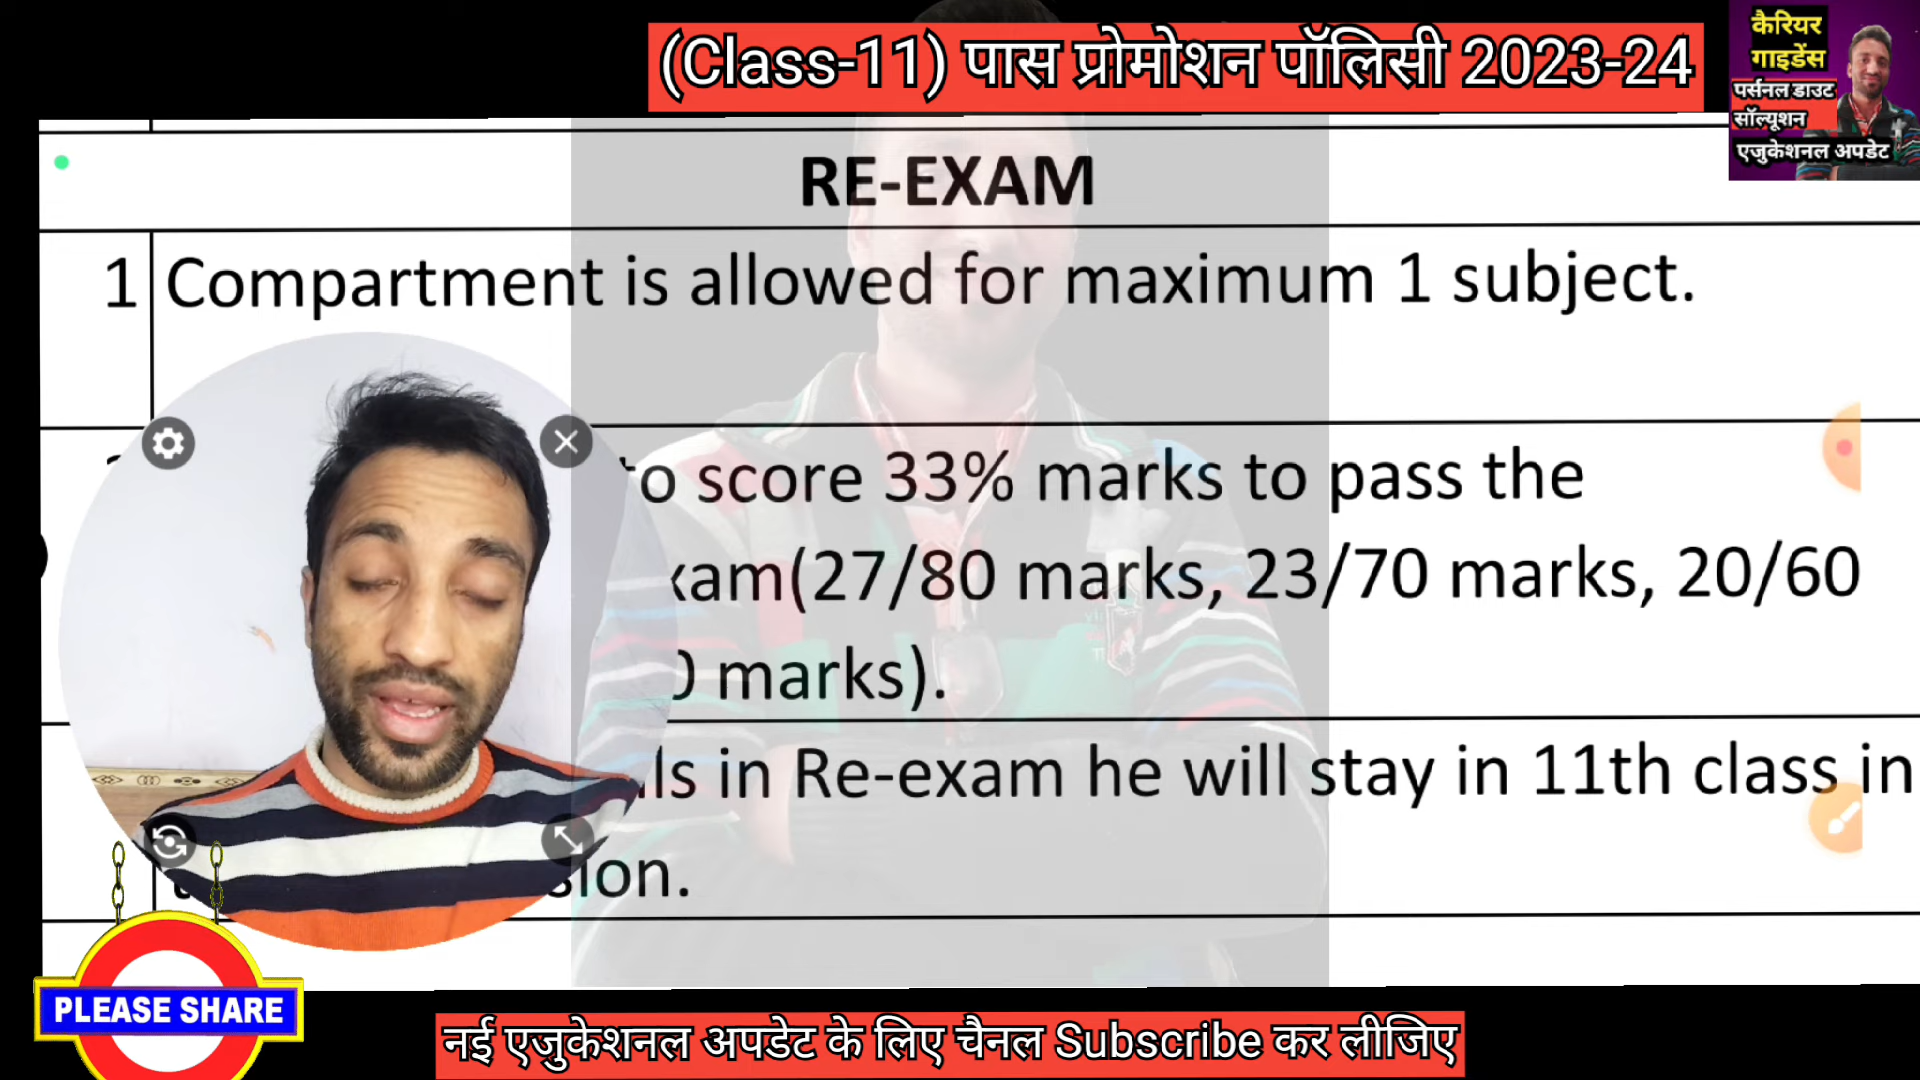 (Class-11) पास प्रोमोशन पॉलिसी 2023-24
कैरियर
गाइडेंस
पर्सनल डाउट
सॉल्यूशन
एजुकेशनल अपडेट
RE-EXAM
1 Compartment is allowed for maximum 1 subject.
to score 33% marks to pass the
(27/80 marks, 23/70 marks, 20/60
marks).
in Re-exam he will stay in 11th class in
PLEASE SHARE
नई एजुकेशनल अपडेट के लिए चैनल Subscribe कर लीजिए